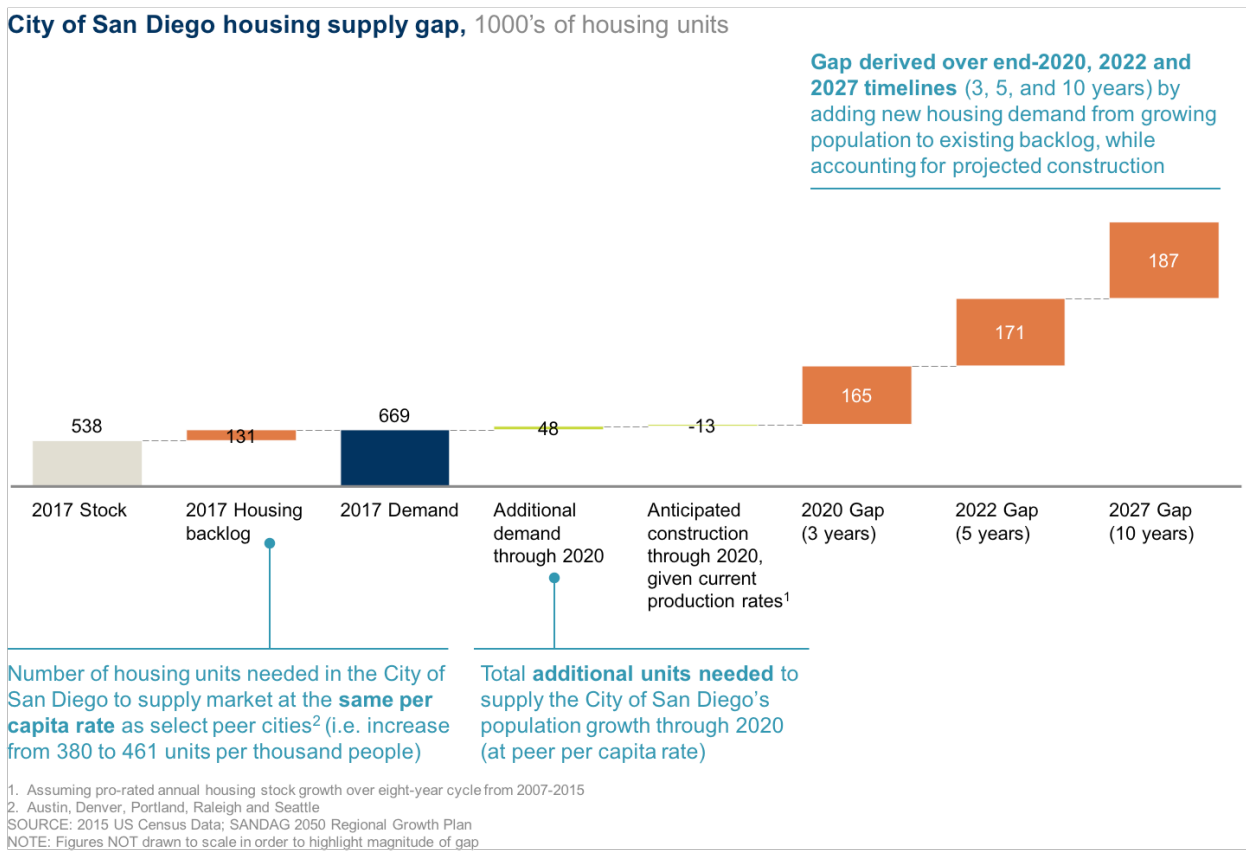 City of San Diego housing supply gap, 1000’s of housing units
Gap derived over end-2020, 2022 and
2027 timelines (3, 5, and 10 years) by
adding new housing demand from growing
population to existing backlog, while
accounting for projected construction
538
131
669
48
-13
165
171
187
2017 Stock
2017 Housing
backlog
2017 Demand
Additional
demand
through 2020
Anticipated
construction
through 2020,
given current
production rates¹
2020 Gap
(3 years)
2022 Gap
(5 years)
2027 Gap
(10 years)
Number of housing units needed in the City of
San Diego to supply market at the same per
capita rate as select peer cities² (i.e. increase
from 380 to 461 units per thousand people)
Total additional units needed to
supply the City of San Diego’s
population growth through 2020
(at peer per capita rate)
1. Assuming pro-rated annual housing stock growth over eight-year cycle from 2007-2015
2. Austin, Denver, Portland, Raleigh and Seattle
SOURCE: 2015 US Census Data; SANDAG 2050 Regional Growth Plan
NOTE: Figures NOT drawn to scale in order to highlight magnitude of gap